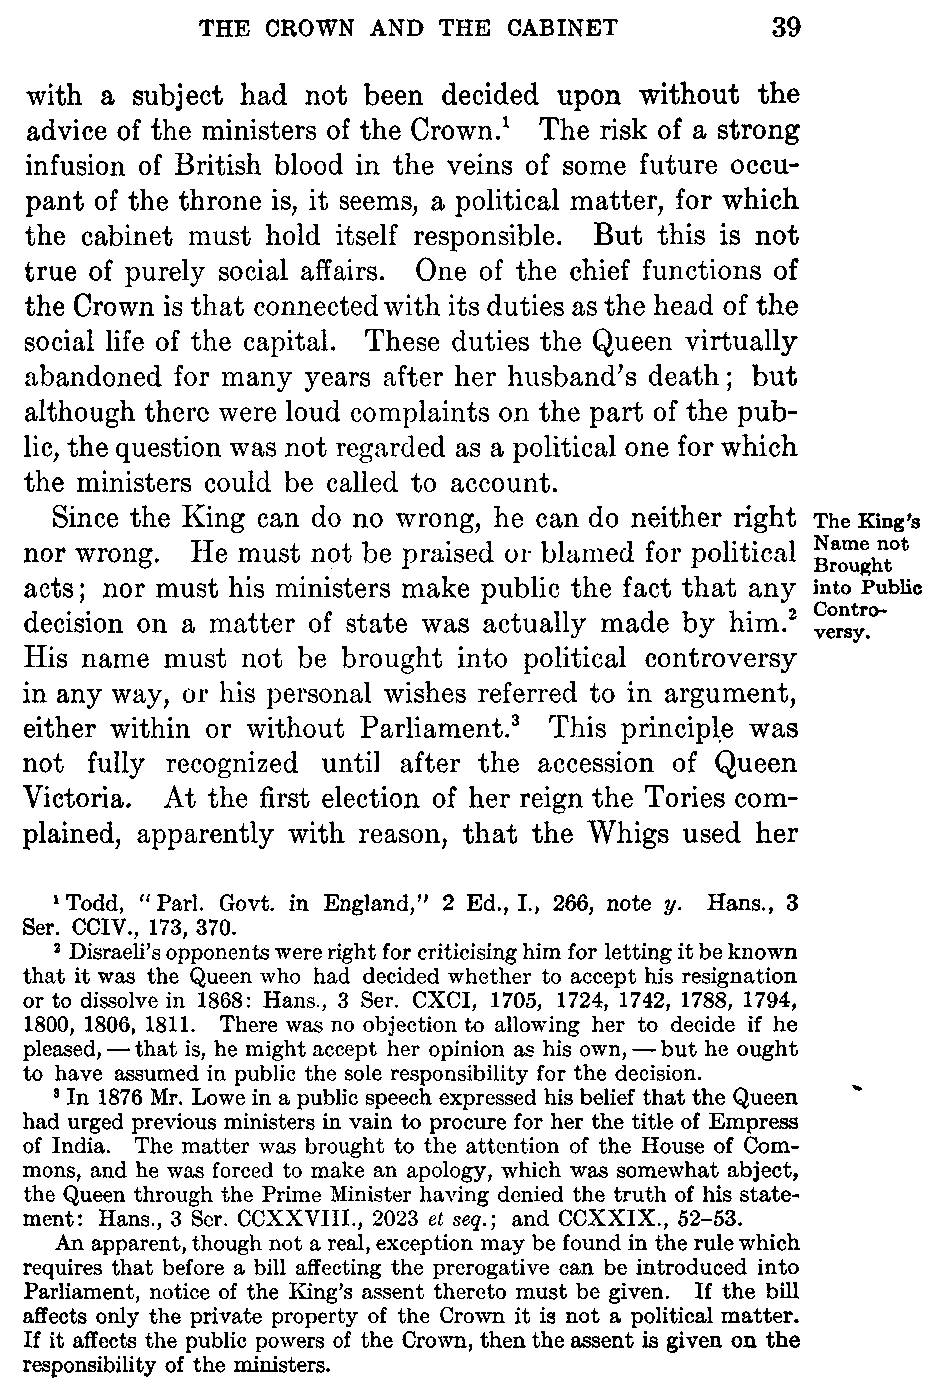 THE CROWN AND THE CABINET 39
with a subject had not been decided upon without the
advice of the ministers of the Crown.¹ The risk of a strong
infusion of British blood in the veins of some future occu-
pant of the throne is, it seems, a political matter, for which
the cabinet must hold itself responsible. But this is not
true of purely social affairs. One of the chief functions of
the Crown is that connected with its duties as the head of the
social life of the capital. These duties the Queen virtually
abandoned for many years after her husband's death; but
although there were loud complaints on the part of the pub-
lic, the question was not regarded as a political one for which
the ministers could be called to account.
Since the King can do no wrong, he can do neither right
nor wrong. He must not be praised or blamed for political
acts; nor must his ministers make public the fact that any
decision on a matter of state was actually made by him.²
His name must not be brought into political controversy
in any way, or his personal wishes referred to in argument,
either within or without Parliament.³ This principle was
not fully recognized until after the accession of Queen
Victoria. At the first election of her reign the Tories com-
plained, apparently with reason, that the Whigs used her
The King's
Name not
Brought
into Public
Contro-
versy.
¹ Todd, "Parl. Govt. in England," 2 Ed., I., 266, note y. Hans., 3
Ser. CCIV., 173, 370.
² Disraeli's opponents were right for criticising him for letting it be known
that it was the Queen who had decided whether to accept his resignation
or to dissolve in 1868: Hans., 3 Ser. CXCI, 1705, 1724, 1742, 1788, 1794,
1800, 1806, 1811. There was no objection to allowing her to decide if he
pleased, — that is, he might accept her opinion as his own, — but he ought
to have assumed in public the sole responsibility for the decision.
³ In 1876 Mr. Lowe in a public speech expressed his belief that the Queen
had urged previous ministers in vain to procure for her the title of Empress
of India. The matter was brought to the attention of the House of Com-
mons, and he was forced to make an apology, which was somewhat abject,
the Queen through the Prime Minister having denied the truth of his state-
ment: Hans., 3 Ser. CCXXVIII., 2023 et seq.; and CCXXIX., 52–53.
An apparent, though not a real, exception may be found in the rule which
requires that before a bill affecting the prerogative can be introduced into
Parliament, notice of the King's assent thereto must be given. If the bill
affects only the private property of the Crown it is not a political matter.
If it affects the public powers of the Crown, then the assent is given on the
responsibility of the ministers.